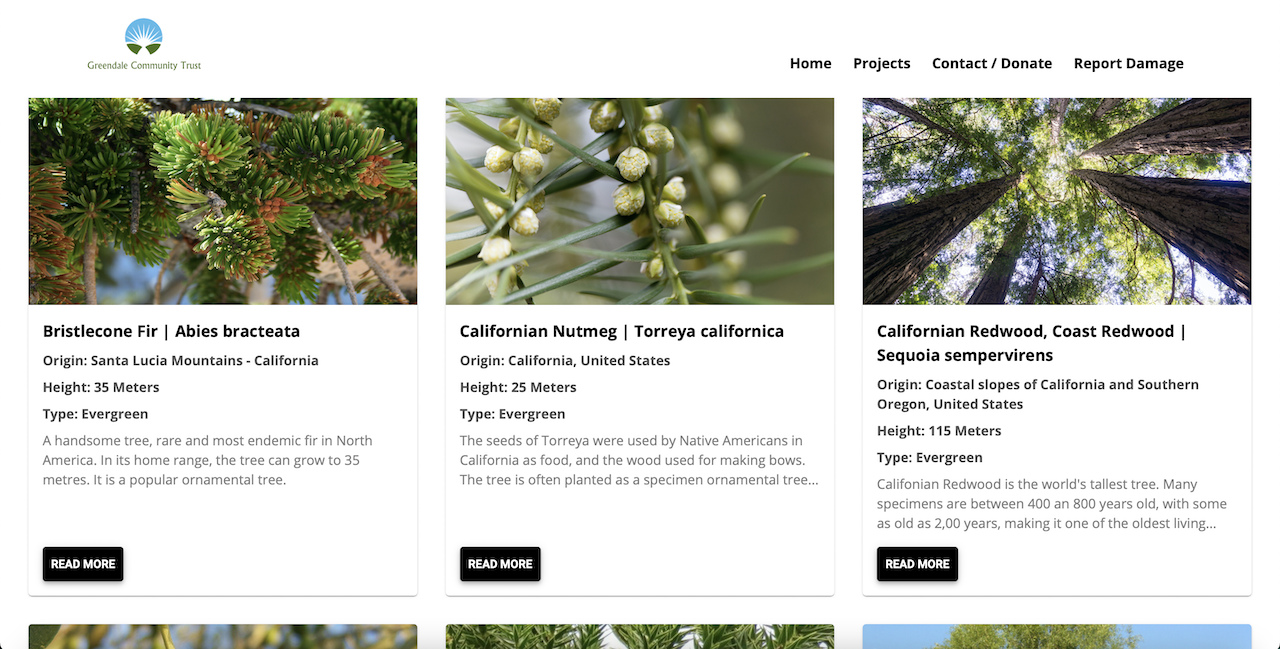 Greendale Community Trust
Home Projects Contact / Donate Report Damage
Bristlecone Fir | Abies bracteata
Origin: Santa Lucia Mountains - California
Height: 35 Meters
Type: Evergreen
A handsome tree, rare and most endemic fir in North
America. In its home range, the tree can grow to 35
metres. It is a popular ornamental tree.
READ MORE
Californian Nutmeg | Torreya californica
Origin: California, United States
Height: 25 Meters
Type: Evergreen
The seeds of Torreya were used by Native Americans in
California as food, and the wood used for making bows.
The tree is often planted as a specimen ornamental tree...
READ MORE
Californian Redwood, Coast Redwood |
Sequoia sempervirens
Origin: Coastal slopes of California and Southern
Oregon, United States
Height: 115 Meters
Type: Evergreen
Califonian Redwood is the world's tallest tree. Many
specimens are between 400 an 800 years old, with some
as old as 2,00 years, making it one of the oldest living...
READ MORE